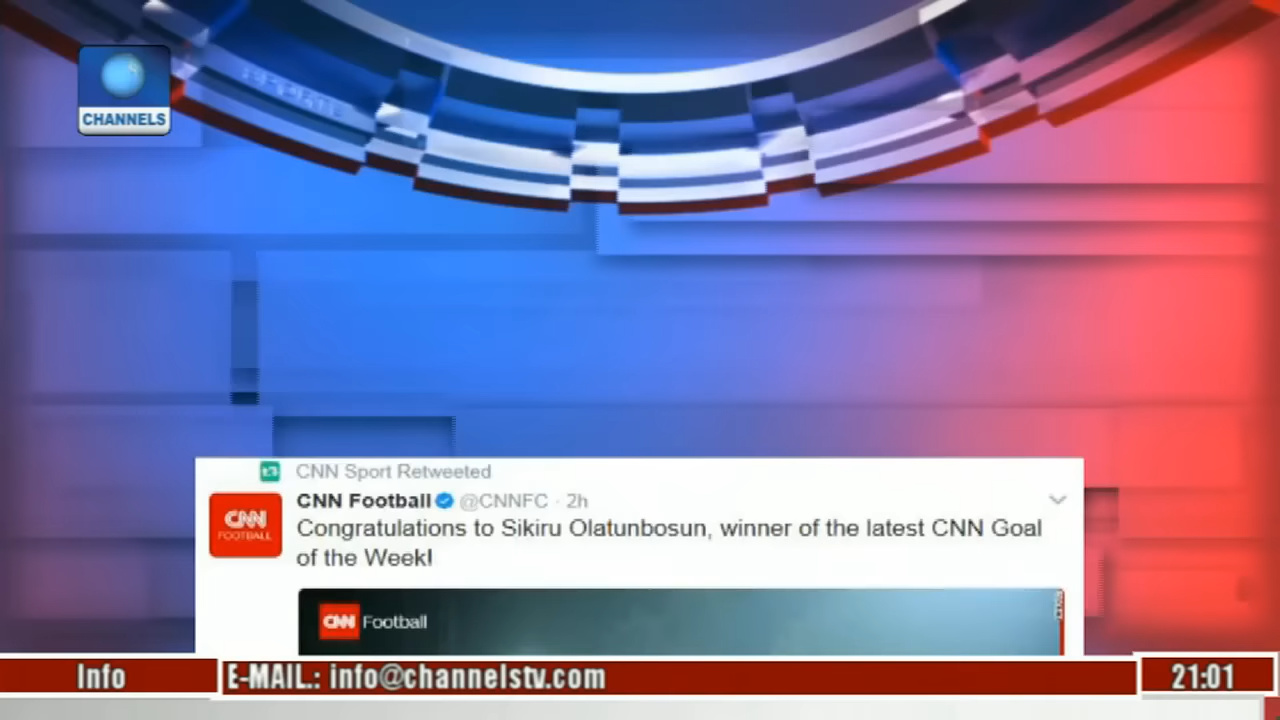 CHANNELS
CNN Sport Retweeted
CNN Football @CNNFC · 2h
CNN
FOOTBALL
Congratulations to Sikiru Olatunbosun, winner of the latest CNN Goal
of the Week!
CNN Football
Info
E-MAIL.: info@channelstv.com
21:01